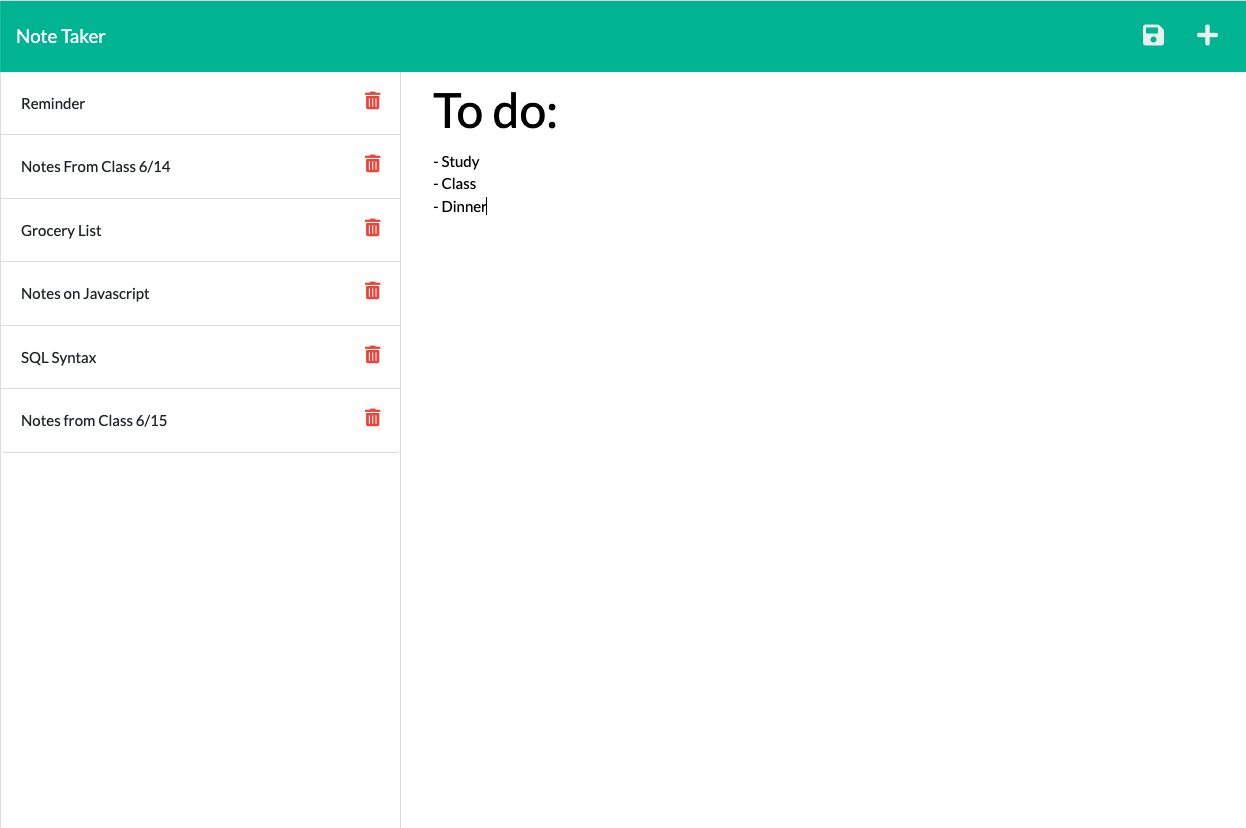 Note Taker
Reminder
Notes From Class 6/14
Grocery List
Notes on Javascript
SQL Syntax
Notes from Class 6/15
To do:
- Study
- Class
- Dinner